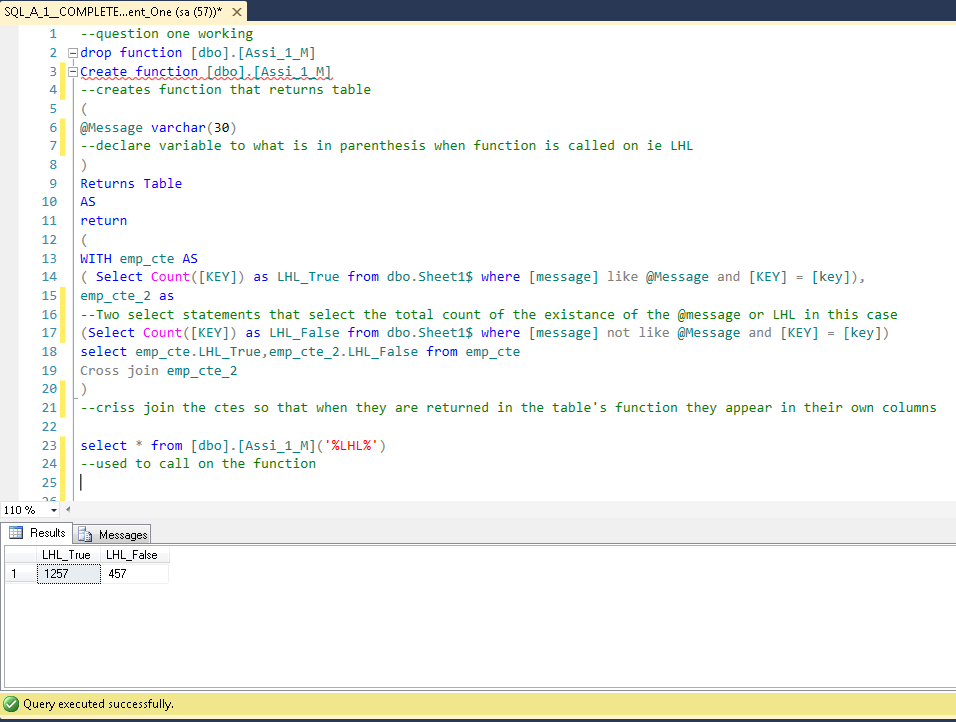 SQL_A_1__COMPLETE...ent_One (sa (57))* ✕
1 --question one working
2 drop function [dbo].[Assi_1_M]
3 Create function [dbo].[Assi_1_M]
4 --creates function that returns table
5 (
6 @Message varchar(30)
7 --declare variable to what is in parenthesis when function is called on ie LHL
8 )
9 Returns Table
10 AS
11 return
12 (
13 WITH emp_cte AS
14 ( Select Count([KEY]) as LHL_True from dbo.Sheet1$ where [message] like @Message and [KEY] = [key]),
15 emp_cte_2 as
16 --Two select statements that select the total count of the existance of the @message or LHL in this case
17 (Select Count([KEY]) as LHL_False from dbo.Sheet1$ where [message] not like @Message and [KEY] = [key])
18 select emp_cte.LHL_True,emp_cte_2.LHL_False from emp_cte
19 Cross join emp_cte_2
20 )
21 --criss join the ctes so that when they are returned in the table's function they appear in their own columns
22
23 select * from [dbo].[Assi_1_M]('%LHL%')
24 --used to call on the function
25
26
110 %
Results Messages
LHL_True LHL_False
1 1257 457
Query executed successfully.